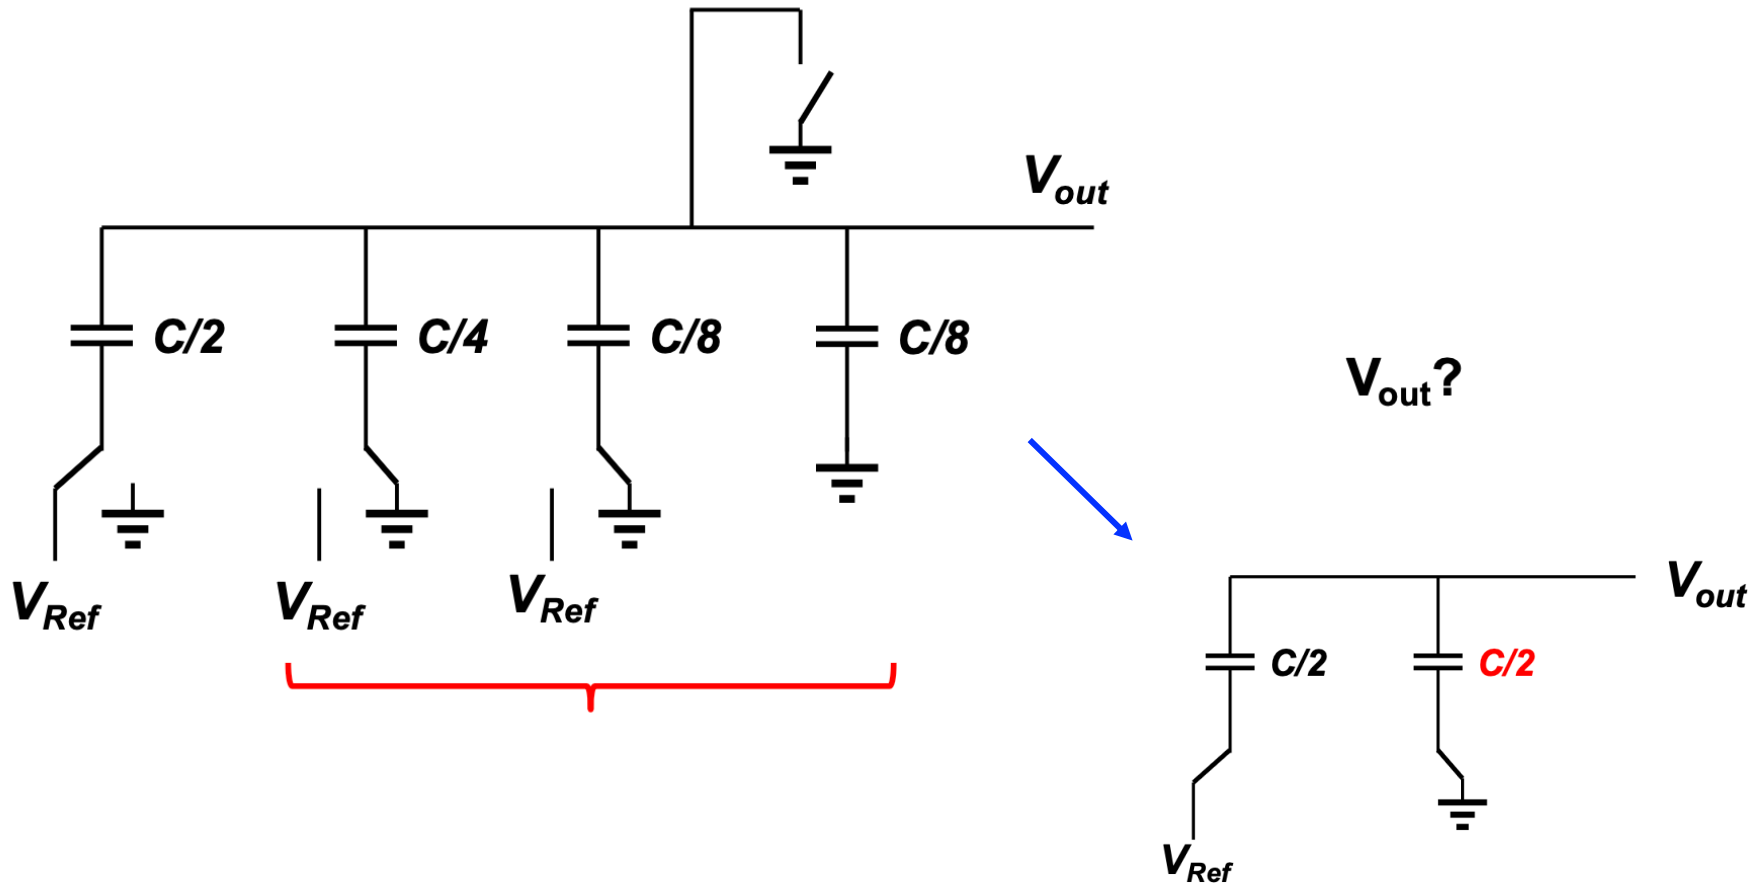 Vout
C/2
C/4
C/8
C/8
Vout?
VRef
VRef
VRef
Vout
C/2
C/2
VRef